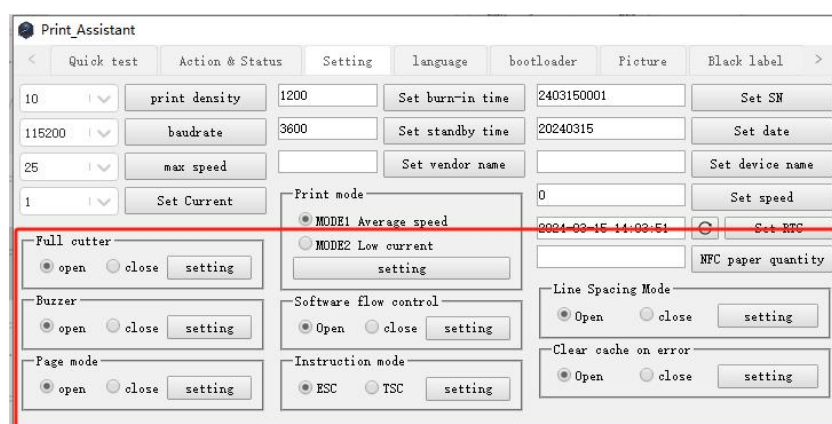 Print_Assistant
Quick test Action & Status Setting language bootloader Picture Black label
10 print density 1200 Set burn-in time 2403150001 Set SN
115200 baudrate 3600 Set standby time 20240315 Set date
25 max speed Set vendor name Set device name
1 Set Current Print mode 0 Set speed
MODE1 Average speed 2024-03-15 14:03:51 Set RTC
Full cutter MODE2 Low current
open close setting setting NFC paper quantity
Buzzer Software flow control Line Spacing Mode
open close setting Open close setting Open close setting
Page mode Instruction mode Clear cache on error
open close setting ESC TSC setting Open close setting